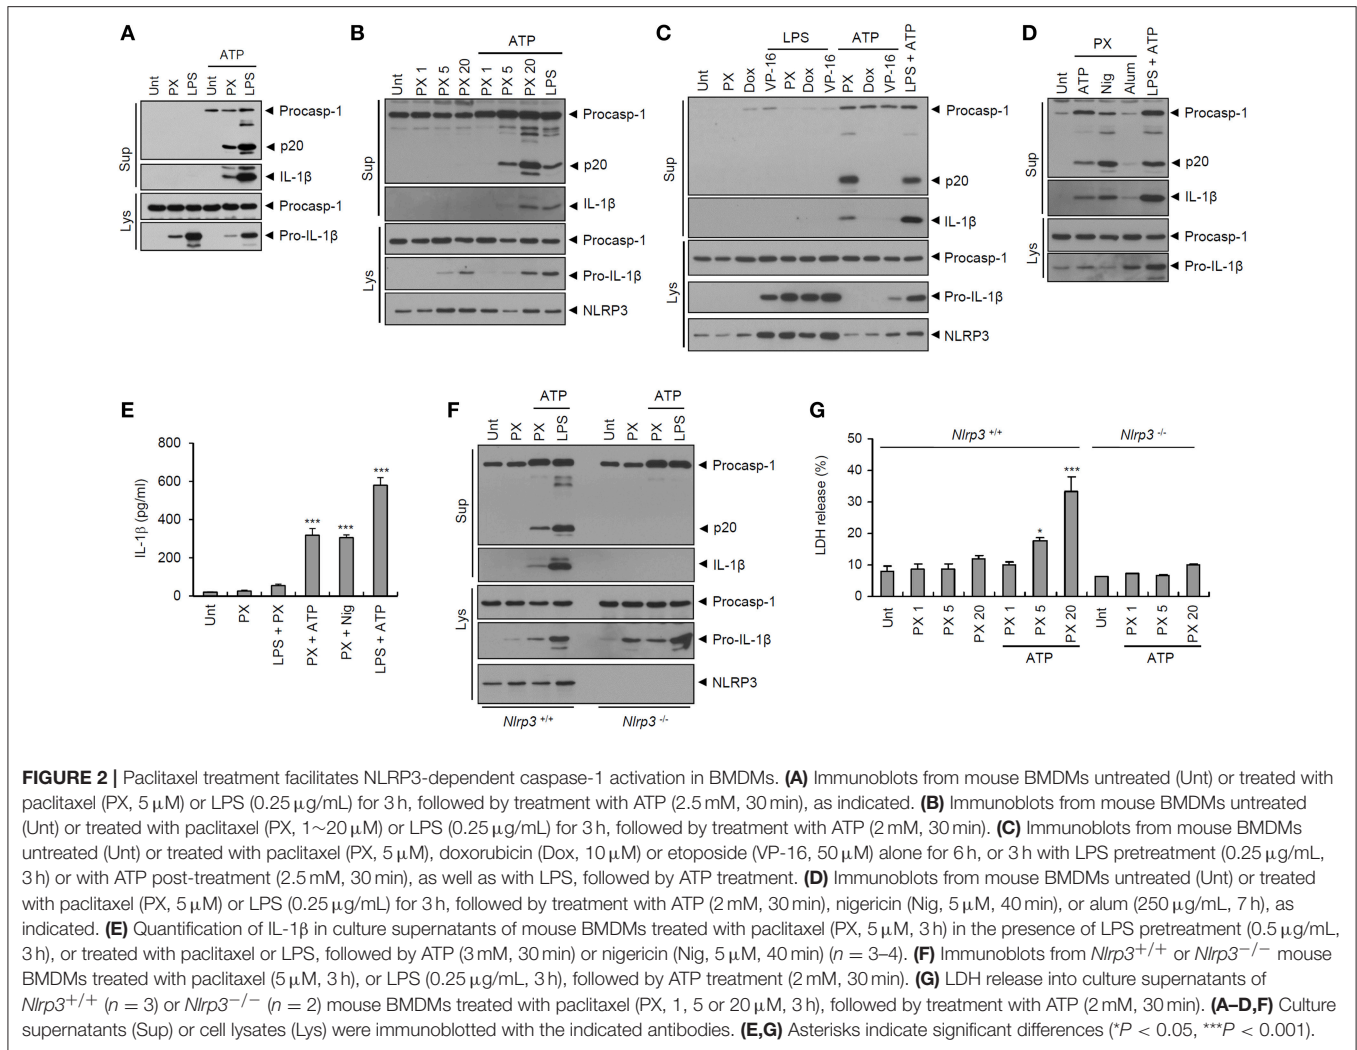 A
ATP
Unt PX LPS Unt PX LPS
Sup
Procasp-1
p20
IL-1β
Lys
Procasp-1
Pro-IL-1β
B
ATP
Unt PX 1 PX 5 PX 20 PX 1 PX 5 PX 20 LPS
Sup
Procasp-1
p20
IL-1β
Lys
Procasp-1
Pro-IL-1β
NLRP3
C
LPS ATP
Unt PX Dox VP-16 PX Dox VP-16 PX Dox VP-16 LPS + ATP
Sup
Procasp-1
p20
IL-1β
Lys
Procasp-1
Pro-IL-1β
NLRP3
D
PX
Unt ATP Nig Alum LPS + ATP
Sup
Procasp-1
p20
IL-1β
Lys
Procasp-1
Pro-IL-1β
E
IL-1β (pg/ml)
800
600
400
200
0
*** *** ***
Unt PX LPS + PX PX + ATP PX + Nig LPS + ATP
F
ATP ATP
Unt PX PX LPS Unt PX PX LPS
Sup
Procasp-1
p20
IL-1β
Lys
Procasp-1
Pro-IL-1β
NLRP3
Nlrp3 +/+ Nlrp3 -/-
G
Nlrp3 +/+ Nlrp3 -/-
LDH release (%)
50
40
30
20
10
0
* ***
Unt PX 1 PX 5 PX 20 PX 1 PX 5 PX 20 Unt PX 1 PX 5 PX 20
ATP ATP
FIGURE 2 | Paclitaxel treatment facilitates NLRP3-dependent caspase-1 activation in BMDMs. (A) Immunoblots from mouse BMDMs untreated (Unt) or treated with
paclitaxel (PX, 5 μM) or LPS (0.25 μg/mL) for 3 h, followed by treatment with ATP (2.5 mM, 30 min), as indicated. (B) Immunoblots from mouse BMDMs untreated
(Unt) or treated with paclitaxel (PX, 1~20 μM) or LPS (0.25 μg/mL) for 3 h, followed by treatment with ATP (2 mM, 30 min). (C) Immunoblots from mouse BMDMs
untreated (Unt) or treated with paclitaxel (PX, 5 μM), doxorubicin (Dox, 10 μM) or etoposide (VP-16, 50 μM) alone for 6 h, or 3 h with LPS pretreatment (0.25 μg/mL,
3 h) or with ATP post-treatment (2.5 mM, 30 min), as well as with LPS, followed by ATP treatment. (D) Immunoblots from mouse BMDMs untreated (Unt) or treated
with paclitaxel (PX, 5 μM) or LPS (0.25 μg/mL) for 3 h, followed by treatment with ATP (2 mM, 30 min), nigericin (Nig, 5 μM, 40 min), or alum (250 μg/mL, 7 h), as
indicated. (E) Quantification of IL-1β in culture supernatants of mouse BMDMs treated with paclitaxel (PX, 5 μM, 3 h) in the presence of LPS pretreatment (0.5 μg/mL,
3 h), or treated with paclitaxel or LPS, followed by ATP (3 mM, 30 min) or nigericin (Nig, 5 μM, 40 min) (n = 3–4). (F) Immunoblots from Nlrp3+/+ or Nlrp3−/− mouse
BMDMs treated with paclitaxel (5 μM, 3 h), or LPS (0.25 μg/mL, 3 h), followed by ATP treatment (2 mM, 30 min). (G) LDH release into culture supernatants of
Nlrp3+/+ (n = 3) or Nlrp3−/− (n = 2) mouse BMDMs treated with paclitaxel (PX, 1, 5 or 20 μM, 3 h), followed by treatment with ATP (2 mM, 30 min). (A–D,F) Culture
supernatants (Sup) or cell lysates (Lys) were immunoblotted with the indicated antibodies. (E,G) Asterisks indicate significant differences (*P < 0.05, ***P < 0.001).